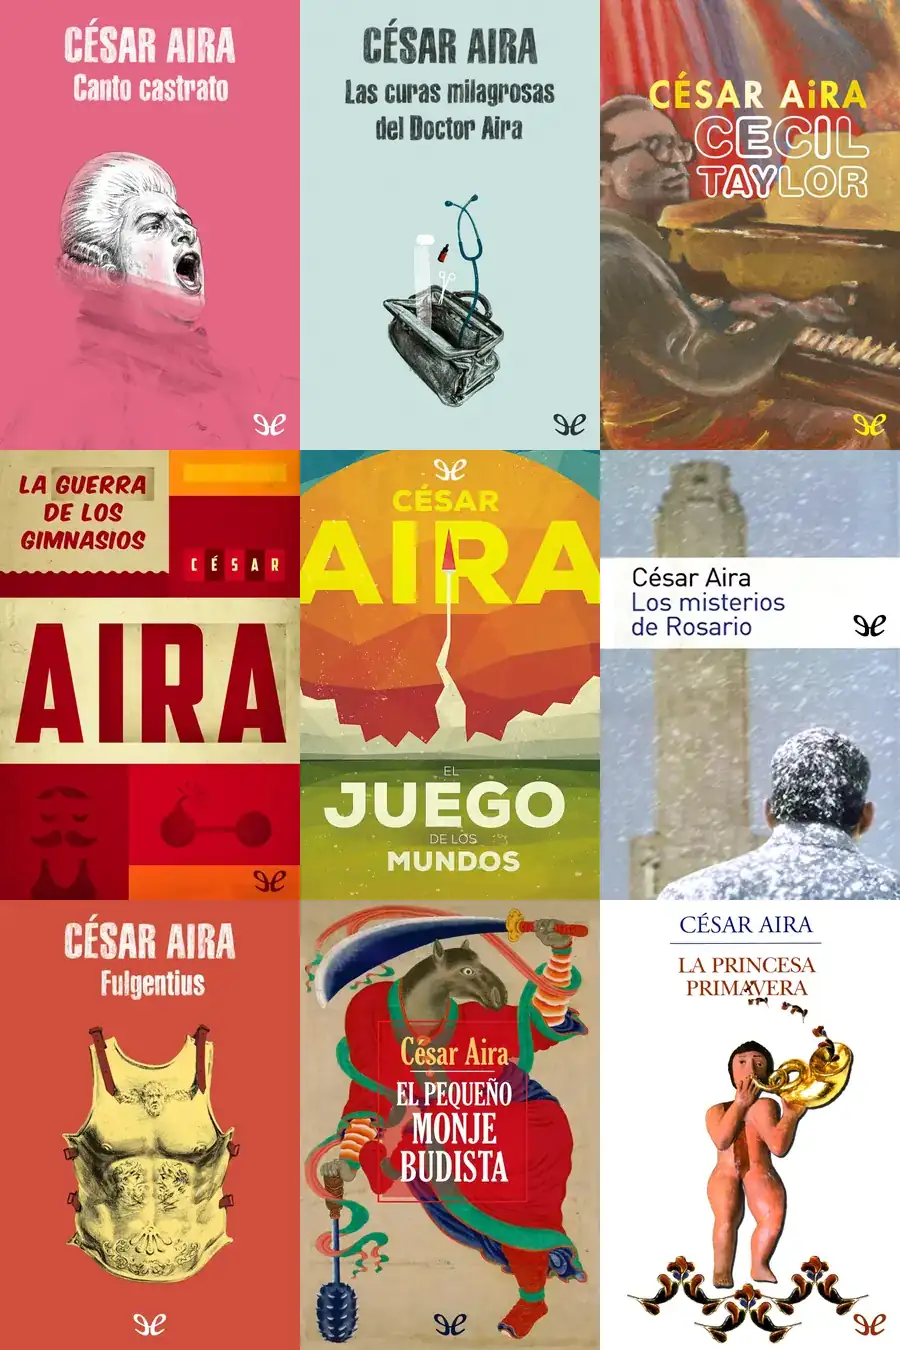 CÉSAR AIRA
Canto castrato
CÉSAR AIRA
Las curas milagrosas
del Doctor Aira
CÉSAR AiRA
CECIL
TAYLOR
LA GUERRA
DE LOS
GIMNASIOS
CÉSAR
AIRA
CÉSAR
AIRA
EL
JUEGO
DE LOS
MUNDOS
César Aira
Los misterios
de Rosario
CÉSAR AIRA
Fulgentius
César Aira
EL PEQUEÑO
MONJE
BUDISTA
CÉSAR AIRA
LA PRINCESA
PRIMAVERA